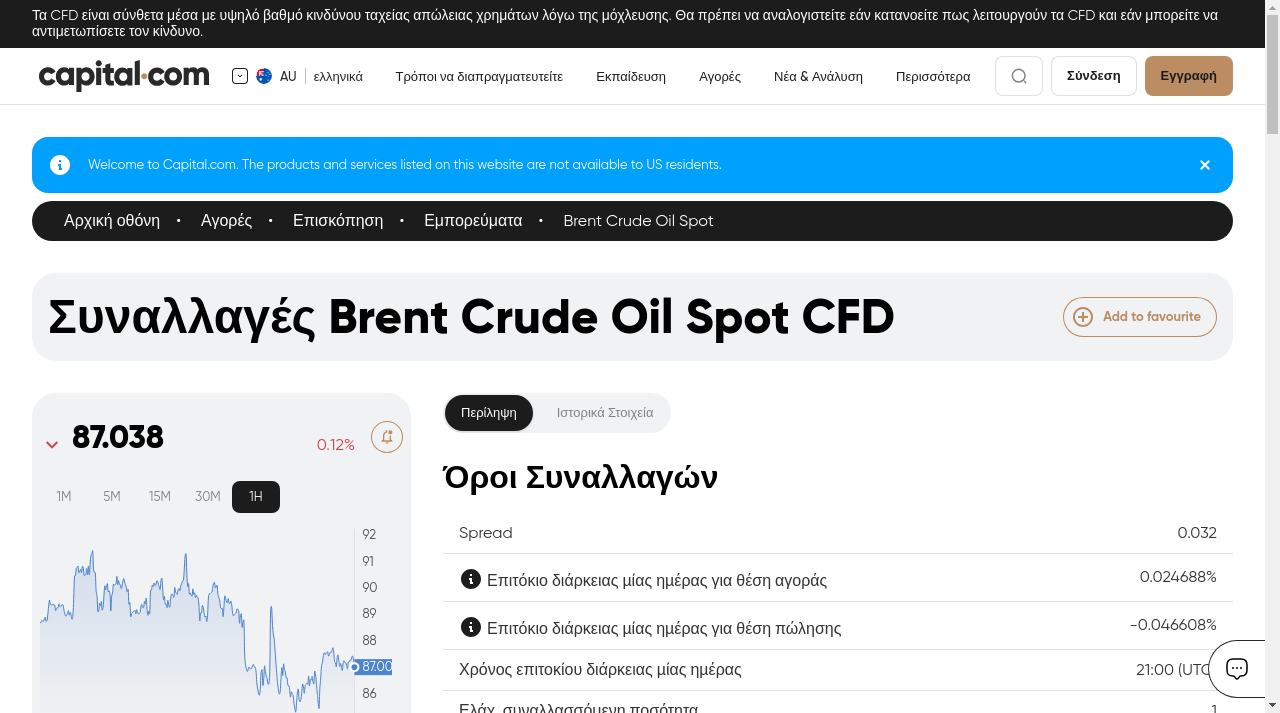 Τα CFD είναι σύνθετα μέσα με υψηλό βαθμό κινδύνου ταχείας απώλειας χρημάτων λόγω της μόχλευσης. Θα πρέπει να αναλογιστείτε εάν κατανοείτε πως λειτουργούν τα CFD και εάν μπορείτε να
αντιμετωπίσετε τον κίνδυνο.
capital.com AU ελληνικά Τρόποι να διαπραγματευτείτε Εκπαίδευση Αγορές Νέα & Ανάλυση Περισσότερα Σύνδεση Εγγραφή
Welcome to Capital.com. The products and services listed on this website are not available to US residents.
Αρχική οθόνη • Αγορές • Επισκόπηση • Εμπορεύματα • Brent Crude Oil Spot
Συναλλαγές Brent Crude Oil Spot CFD
Add to favourite
87.038 0.12%
1M 5M 15M 30M 1H
92
91
90
89
88
87.00
86
Περίληψη Ιστορικά Στοιχεία
Όροι Συναλλαγών
Spread 0.032
Επιτόκιο διάρκειας μίας ημέρας για θέση αγοράς 0.024688%
Επιτόκιο διάρκειας μίας ημέρας για θέση πώλησης -0.046608%
Χρόνος επιτοκίου διάρκειας μίας ημέρας 21:00 (UTC
Ελάχ. συναλλασσόμενη ποσότητα 1